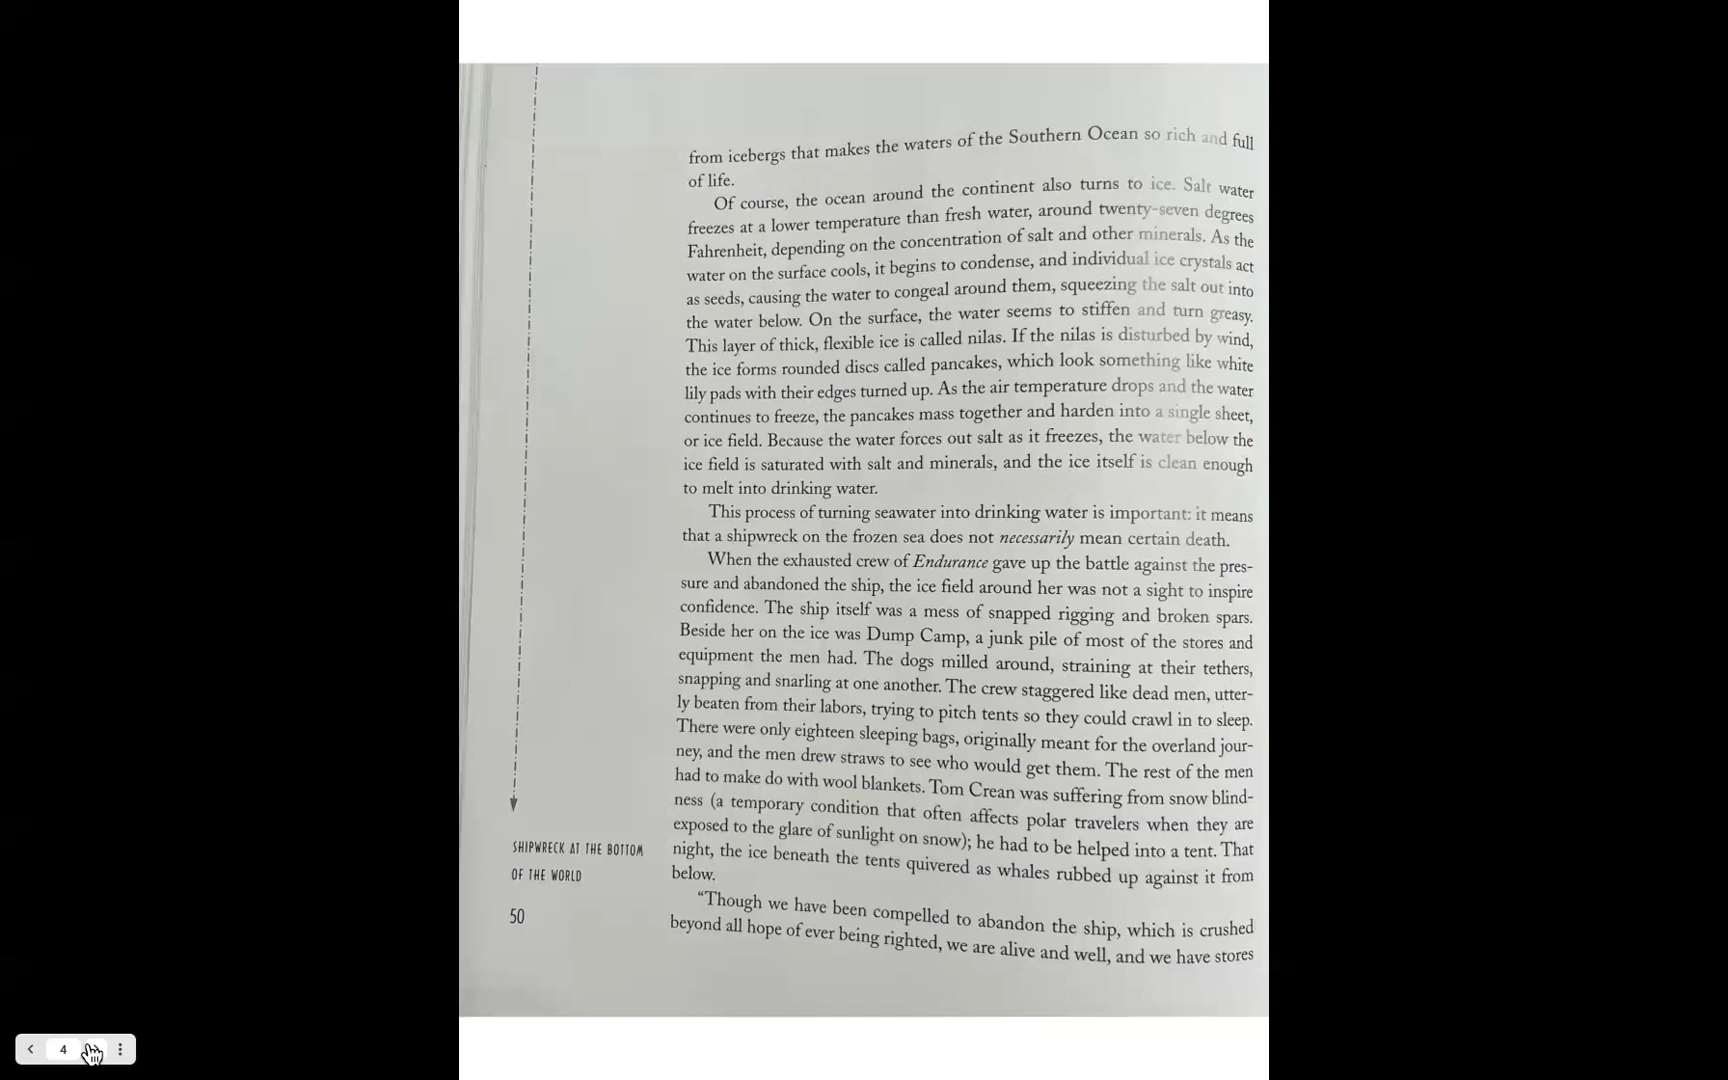 from icebergs that makes the waters of the Southern Ocean so rich and full
of life.
Of course, the ocean around the continent also turns to ice. Salt water
freezes at a lower temperature than fresh water, around twenty-seven degrees
Fahrenheit, depending on the concentration of salt and other minerals. As the
water on the surface cools, it begins to condense, and individual ice crystals act
as seeds, causing the water to congeal around them, squeezing the salt out into
the water below. On the surface, the water seems to stiffen and turn greasy.
This layer of thick, flexible ice is called nilas. If the nilas is disturbed by wind,
the ice forms rounded discs called pancakes, which look something like white
lily pads with their edges turned up. As the air temperature drops and the water
continues to freeze, the pancakes mass together and harden into a single sheet,
or ice field. Because the water forces out salt as it freezes, the water below the
ice field is saturated with salt and minerals, and the ice itself is clean enough
to melt into drinking water.
This process of turning seawater into drinking water is important: it means
that a shipwreck on the frozen sea does not necessarily mean certain death.
When the exhausted crew of Endurance gave up the battle against the pres-
sure and abandoned the ship, the ice field around her was not a sight to inspire
confidence. The ship itself was a mess of snapped rigging and broken spars.
Beside her on the ice was Dump Camp, a junk pile of most of the stores and
equipment the men had. The dogs milled around, straining at their tethers,
snapping and snarling at one another. The crew staggered like dead men, utter-
ly beaten from their labors, trying to pitch tents so they could crawl in to sleep.
There were only eighteen sleeping bags, originally meant for the overland jour-
ney, and the men drew straws to see who would get them. The rest of the men
had to make do with wool blankets. Tom Crean was suffering from snow blind-
ness (a temporary condition that often affects polar travelers when they are
exposed to the glare of sunlight on snow); he had to be helped into a tent. That
night, the ice beneath the tents quivered as whales rubbed up against it from
below.
"Though we have been compelled to abandon the ship, which is crushed
beyond all hope of ever being righted, we are alive and well, and we have stores
SHIPWRECK AT THE BOTTOM
OF THE WORLD
50
4